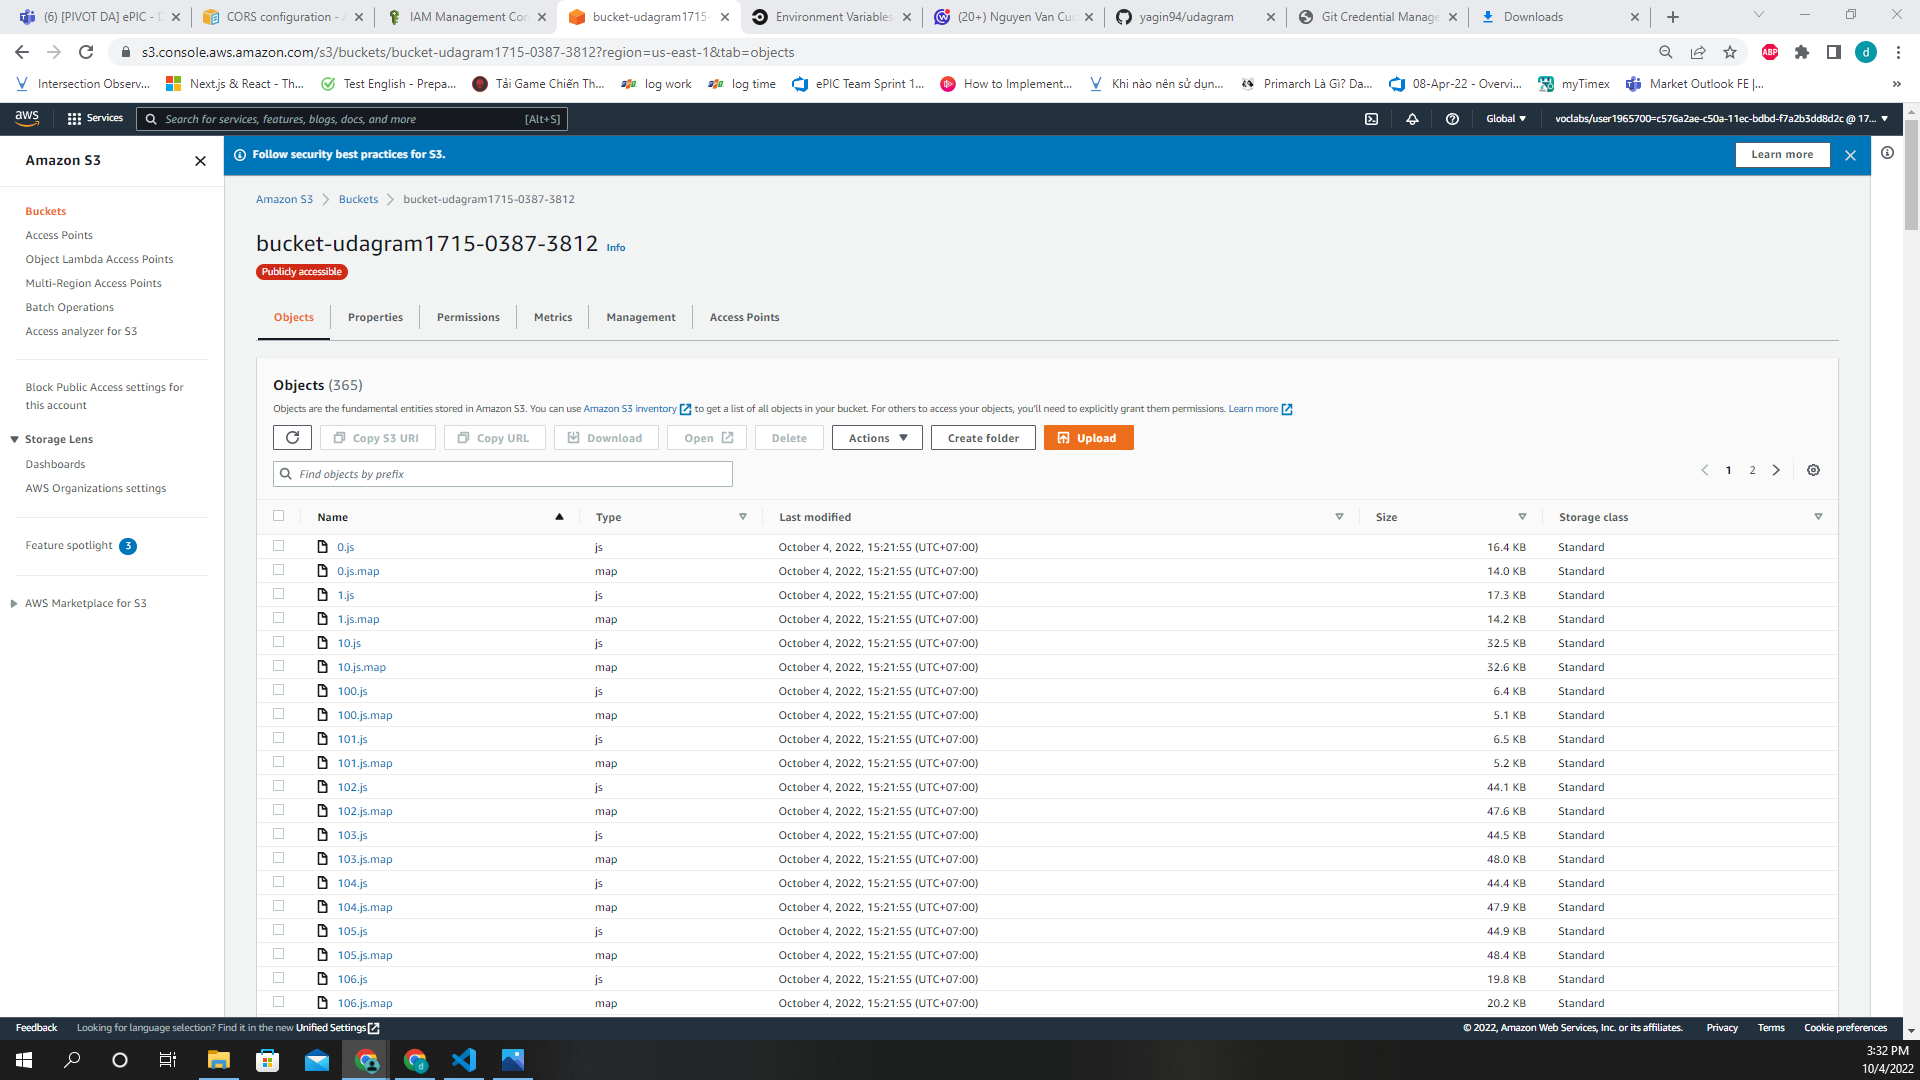 (6) [PIVOT DA] ePIC - D
CORS configuration - A
IAM Management Con
bucket-udagram1715-
Environment Variables
(20+) Nguyen Van Cuo
yagin94/udagram
Git Credential Manage
Downloads
s3.console.aws.amazon.com/s3/buckets/bucket-udagram1715-0387-3812?region=us-east-1&tab=objects
ABP
d
Intersection Observ...
Next.js & React - Th...
Test English - Prepa...
Tải Game Chiến Th...
log work
log time
ePIC Team Sprint 1...
How to Implement...
Khi nào nên sử dụn...
Primarch Là Gì? Da...
08-Apr-22 - Overvi...
myTimex
Market Outlook FE |...
»
aws
Services
Search for services, features, blogs, docs, and more
[Alt+S]
Global
voclabs/user1965700=c576a2ae-c50a-11ec-bdbd-f7a2b3dd8d2c @ 17...
Amazon S3
Follow security best practices for S3.
Learn more
Buckets
Access Points
Object Lambda Access Points
Multi-Region Access Points
Batch Operations
Access analyzer for S3
Block Public Access settings for
this account
Storage Lens
Dashboards
AWS Organizations settings
Feature spotlight 3
AWS Marketplace for S3
Amazon S3 > Buckets > bucket-udagram1715-0387-3812
bucket-udagram1715-0387-3812 Info
Publicly accessible
Objects
Properties
Permissions
Metrics
Management
Access Points
Objects (365)
Objects are the fundamental entities stored in Amazon S3. You can use Amazon S3 inventory to get a list of all objects in your bucket. For others to access your objects, you'll need to explicitly grant them permissions. Learn more
Copy S3 URI
Copy URL
Download
Open
Delete
Actions
Create folder
Upload
Find objects by prefix
1 2
Name Type Last modified Size Storage class
0.js js October 4, 2022, 15:21:55 (UTC+07:00) 16.4 KB Standard
0.js.map map October 4, 2022, 15:21:55 (UTC+07:00) 14.0 KB Standard
1.js js October 4, 2022, 15:21:55 (UTC+07:00) 17.3 KB Standard
1.js.map map October 4, 2022, 15:21:55 (UTC+07:00) 14.2 KB Standard
10.js js October 4, 2022, 15:21:55 (UTC+07:00) 32.5 KB Standard
10.js.map map October 4, 2022, 15:21:55 (UTC+07:00) 32.6 KB Standard
100.js js October 4, 2022, 15:21:55 (UTC+07:00) 6.4 KB Standard
100.js.map map October 4, 2022, 15:21:55 (UTC+07:00) 5.1 KB Standard
101.js js October 4, 2022, 15:21:55 (UTC+07:00) 6.5 KB Standard
101.js.map map October 4, 2022, 15:21:55 (UTC+07:00) 5.2 KB Standard
102.js js October 4, 2022, 15:21:55 (UTC+07:00) 44.1 KB Standard
102.js.map map October 4, 2022, 15:21:55 (UTC+07:00) 47.6 KB Standard
103.js js October 4, 2022, 15:21:55 (UTC+07:00) 44.5 KB Standard
103.js.map map October 4, 2022, 15:21:55 (UTC+07:00) 48.0 KB Standard
104.js js October 4, 2022, 15:21:55 (UTC+07:00) 44.4 KB Standard
104.js.map map October 4, 2022, 15:21:55 (UTC+07:00) 47.9 KB Standard
105.js js October 4, 2022, 15:21:55 (UTC+07:00) 44.9 KB Standard
105.js.map map October 4, 2022, 15:21:55 (UTC+07:00) 48.4 KB Standard
106.js js October 4, 2022, 15:21:55 (UTC+07:00) 19.8 KB Standard
106.js.map map October 4, 2022, 15:21:55 (UTC+07:00) 20.2 KB Standard
Feedback
Looking for language selection? Find it in the new Unified Settings
© 2022, Amazon Web Services, Inc. or its affiliates.
Privacy
Terms
Cookie preferences
3:32 PM
10/4/2022